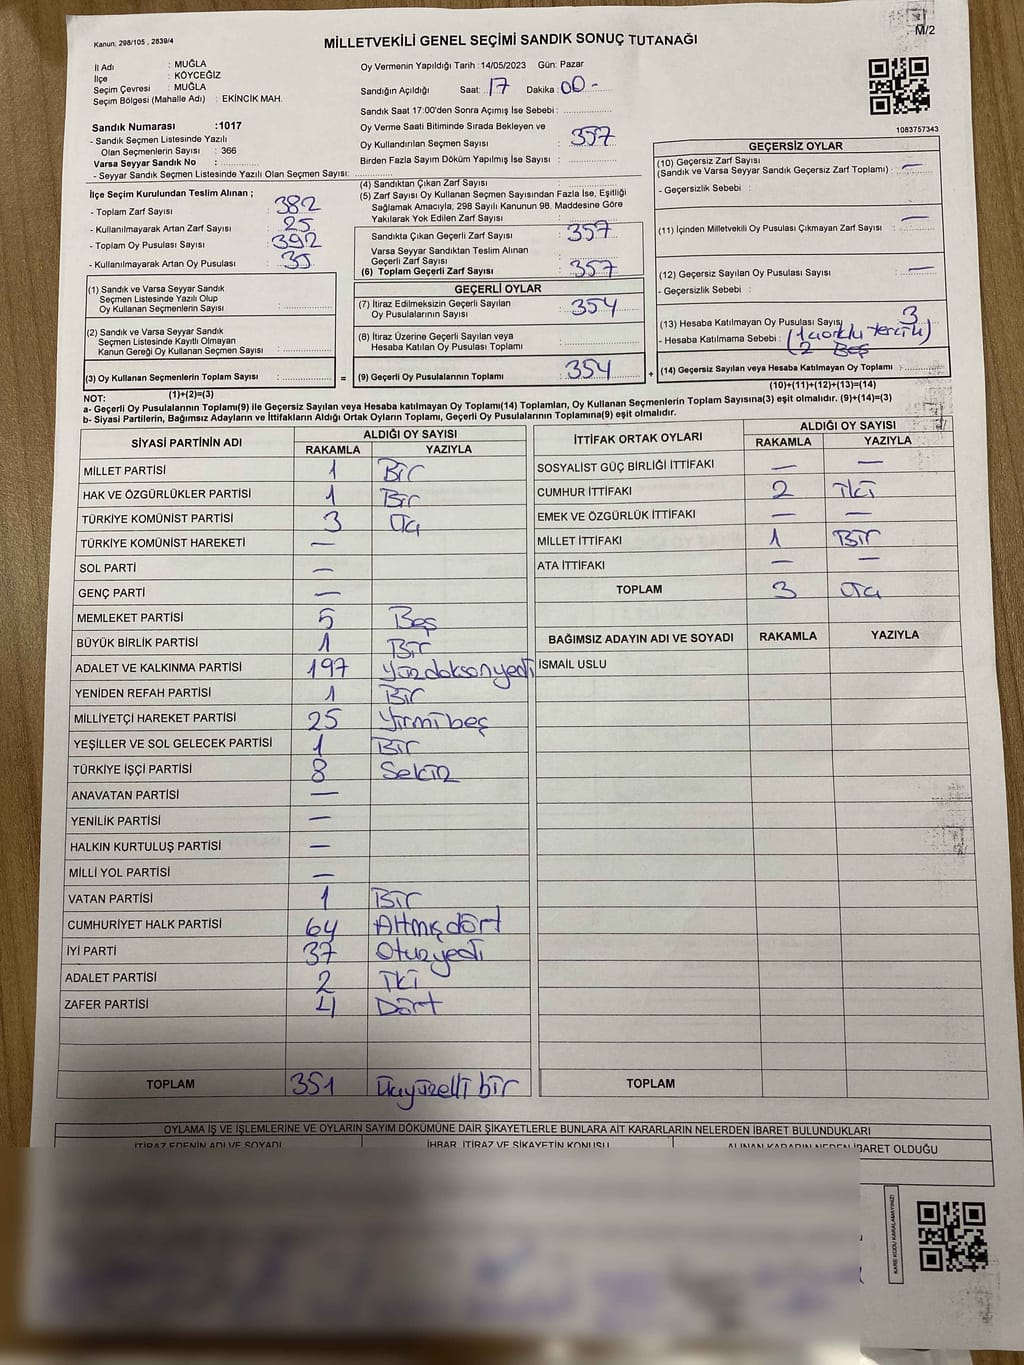 Kanun; 298/105 , 2839/4
M/2
MİLLETVEKİLİ GENEL SEÇİMİ SANDIK SONUÇ TUTANAĞI
İl Adı : MUĞLA
İlçe : KÖYCEĞİZ
Seçim Çevresi : MUĞLA
Seçim Bölgesi (Mahalle Adı) : EKİNCİK MAH.
Sandık Numarası :1017
- Sandık Seçmen Listesinde Yazılı
Olan Seçmenlerin Sayısı : 366
Varsa Seyyar Sandık No :
- Seyyar Sandık Seçmen Listesinde Yazılı Olan Seçmen Sayısı:
Oy Vermenin Yapıldığı Tarih :14/05/2023 Gün: Pazar
Sandığın Açıldığı Saat: 17 Dakika: 00 -
Sandık Saat 17:00'den Sonra Açımış İse Sebebi :
Oy Verme Saati Bitiminde Sırada Bekleyen ve
Oy Kullandırılan Seçmen Sayısı : 357
Birden Fazla Sayım Döküm Yapılmış İse Sayısı :
1083757343
İlçe Seçim Kurulundan Teslim Alınan ;
- Toplam Zarf Sayısı : 382
- Kullanılmayarak Artan Zarf Sayısı : 25
- Toplam Oy Pusulası Sayısı : 392
- Kullanılmayarak Artan Oy Pusulası : 35
(1) Sandık ve Varsa Seyyar Sandık
Seçmen Listesinde Yazılı Olup
Oy Kullanan Seçmenlerin Sayısı :
(2) Sandık ve Varsa Seyyar Sandık
Seçmen Listesinde Kayıtlı Olmayan
Kanun Gereği Oy Kullanan Seçmen Sayısı :
(3) Oy Kullanan Seçmenlerin Toplam Sayısı :
(1)+(2)=(3)
=
(4) Sandıktan Çıkan Zarf Sayısı :
(5) Zarf Sayısı Oy Kullanan Seçmen Sayısından Fazla İse, Eşitliği
Sağlamak Amacıyla, 298 Sayılı Kanunun 98. Maddesine Göre
Yakılarak Yok Edilen Zarf Sayısı :
Sandıkta Çıkan Geçerli Zarf Sayısı : 357
Varsa Seyyar Sandıktan Teslim Alınan
Geçerli Zarf Sayısı :
(6) Toplam Geçerli Zarf Sayısı : 357
GEÇERLİ OYLAR
(7) İtiraz Edilmeksizin Geçerli Sayılan
Oy Pusulalarının Sayısı : 354
(8) İtiraz Üzerine Geçerli Sayılan veya
Hesaba Katılan Oy Pusulası Toplamı :
(9) Geçerli Oy Pusulalarının Toplamı : 354
+
GEÇERSİZ OYLAR
(10) Geçersiz Zarf Sayısı : —
(Sandık ve Varsa Seyyar Sandık Geçersiz Zarf Toplamı)
- Geçersizlik Sebebi :
(11) İçinden Milletvekili Oy Pusulası Çıkmayan Zarf Sayısı : —
(12) Geçersiz Sayılan Oy Pusulası Sayısı : —
- Geçersizlik Sebebi :
(13) Hesaba Katılmayan Oy Pusulası Sayısı 3
- Hesaba Katılmama Sebebi : (1 farklı tercih)
(2 Boş
(14) Geçersiz Sayılan veya Hesaba Katılmayan Oy Toplamı :
(10)+(11)+(12)+(13)=(14)
NOT:
a- Geçerli Oy Pusulalarının Toplamı(9) ile Geçersiz Sayılan veya Hesaba katılmayan Oy Toplamı(14) Toplamları, Oy Kullanan Seçmenlerin Toplam Sayısına(3) eşit olmalıdır. (9)+(14)=(3)
b- Siyasi Partilerin, Bağımsız Adayların ve İttifakların Aldığı Ortak Oyların Toplamı, Geçerli Oy Pusulalarının Toplamına(9) eşit olmalıdır.
SİYASİ PARTİNİN ADI ALDIĞI OY SAYISI
RAKAMLA YAZIYLA
MİLLET PARTİSİ 1 Bir
HAK VE ÖZGÜRLÜKLER PARTİSİ 1 Bir
TÜRKİYE KOMÜNİST PARTİSİ 3 Üç
TÜRKİYE KOMÜNİST HAREKETİ —
SOL PARTİ —
GENÇ PARTİ —
MEMLEKET PARTİSİ 5 Beş
BÜYÜK BİRLİK PARTİSİ 1 Bir
ADALET VE KALKINMA PARTİSİ 197 Yüzdoksanyedi
YENİDEN REFAH PARTİSİ 1 Bir
MİLLİYETÇİ HAREKET PARTİSİ 25 Yirmibeş
YEŞİLLER VE SOL GELECEK PARTİSİ 1 Bir
TÜRKİYE İŞÇİ PARTİSİ 8 Sekiz
ANAVATAN PARTİSİ —
YENİLİK PARTİSİ —
HALKIN KURTULUŞ PARTİSİ —
MİLLİ YOL PARTİSİ —
VATAN PARTİSİ 1 Bir
CUMHURİYET HALK PARTİSİ 64 Altmışdört
İYİ PARTİ 37 Otuzyedi
ADALET PARTİSİ 2 İki
ZAFER PARTİSİ 4 Dört
TOPLAM 351 Üçyüzelli bir
İTTİFAK ORTAK OYLARI ALDIĞI OY SAYISI
RAKAMLA YAZIYLA
SOSYALİST GÜÇ BİRLİĞİ İTTİFAKI — —
CUMHUR İTTİFAKI 2 İki
EMEK VE ÖZGÜRLÜK İTTİFAKI — —
MİLLET İTTİFAKI 1 Bir
ATA İTTİFAKI — —
TOPLAM 3 Üç
BAĞIMSIZ ADAYIN ADI VE SOYADI RAKAMLA YAZIYLA
İSMAİL USLU
TOPLAM
OYLAMA İŞ VE İŞLEMLERİNE VE OYLARIN SAYIM DÖKÜMÜNE DAİR ŞİKAYETLERLE BUNLARA AİT KARARLARIN NELERDEN İBARET BULUNDUKLARI
İTİRAZ EDENİN ADI VE SOYADI İHBAR, İTİRAZ VE ŞİKAYETİN KONUSU ALINAN KARARIN NEDEN İBARET OLDUĞU
KARE KODU KARALAMAYINIZ!